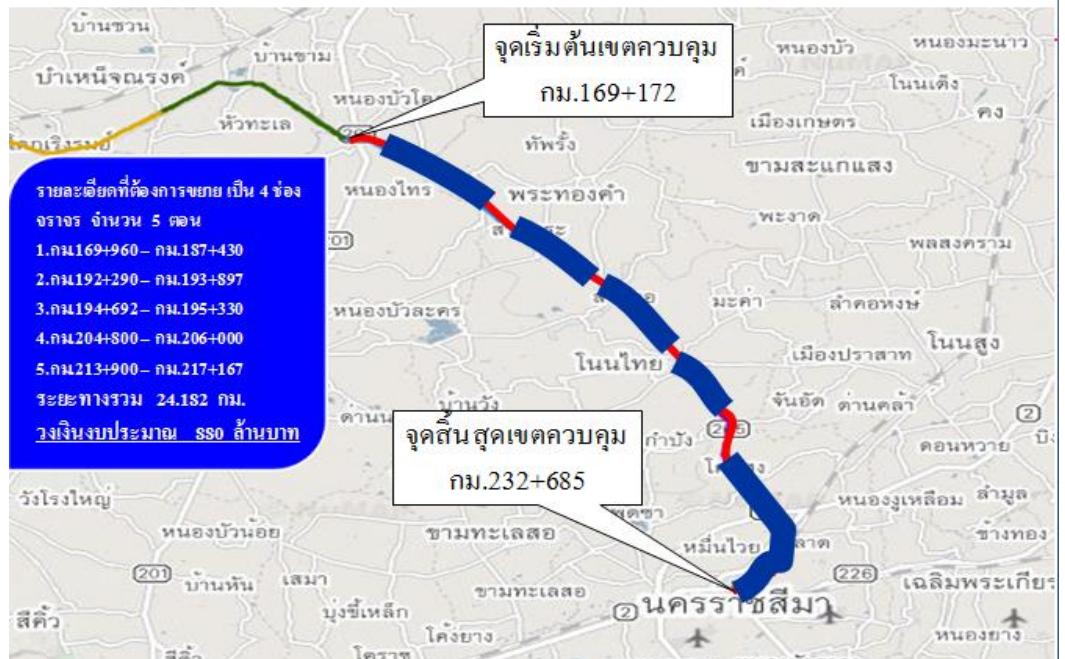 บ้านชวน
บ้านขาม
บำเหน็จณรงค์
หัวทะเล
หนองบัวโค
จุดเริ่มต้นเขตควบคุม
กม.169+172
หนองบัว
หนองมะนาว
โนนเต็ง
คง
เมืองเกษตร
ทัพรั้ง
ขามสะแกแสง
หนองไทร
พระทองคำ
พะงาด
พลสงคราม
รายละเอียดที่ต้องการขยาย เป็น 4 ช่อง
จราจร จำนวน 5 ตอน
1.กม.169+960– กม.187+430
2.กม.192+290– กม.193+897
3.กม.194+692– กม.195+330
4.กม.204+800– กม.206+000
5.กม.213+900– กม.217+167
ระยะทางรวม 24.182 กม.
วงเงินงบประมาณ 880 ล้านบาท
หนองบัวละคร
มะค่า
ลำคอหงษ์
โนนไทย
เมืองปราสาท
โนนสูง
บ้านวัง
จันอัด
ด่านคล้า
2
จุดสิ้นสุดเขตควบคุม
กม.232+685
กำปัง
ดอนหวาย
วังโรงใหญ่
หนองงูเหลือม
ลำมูล
หนองบัวน้อย
ขามทะเลสอ
หมื่นไวย
ช้างทอง
201
บ้านหัน
เสมา
ขามทะเลสอ
226
เฉลิมพระเกียร
สีคิ้ว
บุ่งขี้เหล็ก
2
นครราชสีมา
โค้งยาง
หนองยาง